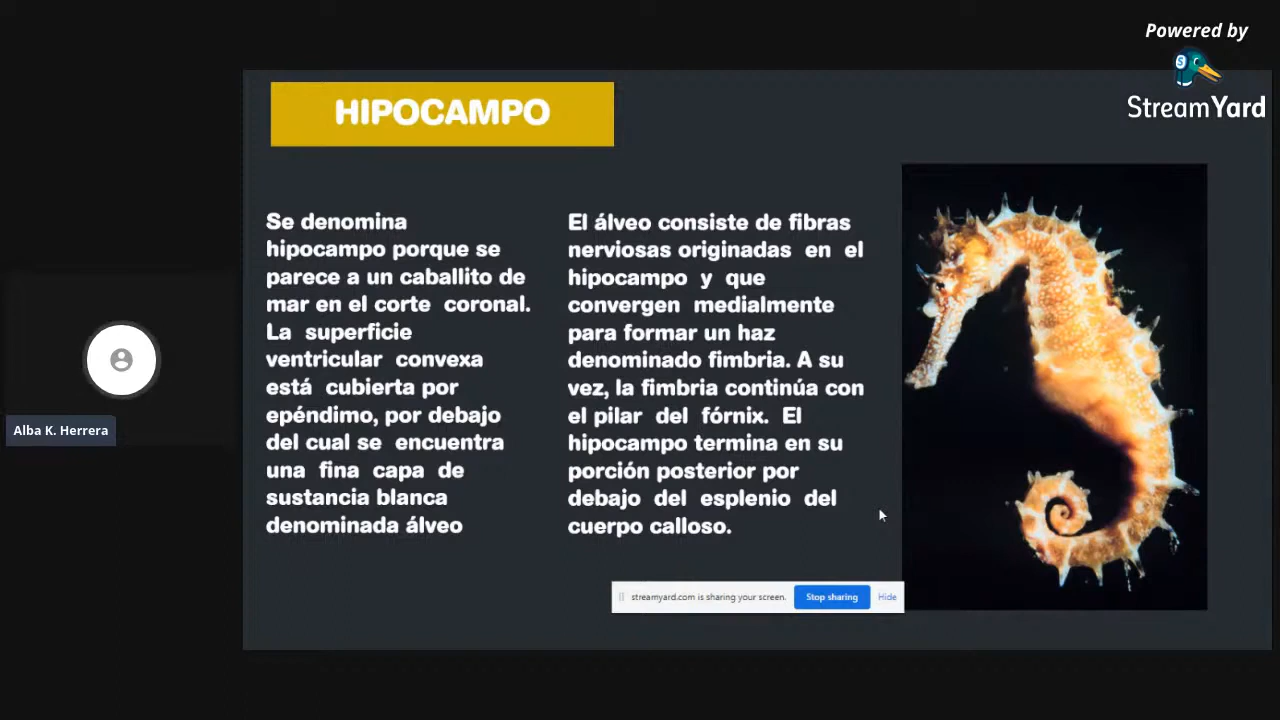 Powered by
StreamYard
HIPOCAMPO
Se denomina
hipocampo porque se
parece a un caballito de
mar en el corte coronal.
La superficie
ventricular convexa
está cubierta por
epéndimo, por debajo
del cual se encuentra
una fina capa de
sustancia blanca
denominada álveo
El álveo consiste de fibras
nerviosas originadas en el
hipocampo y que
convergen medialmente
para formar un haz
denominado fimbria. A su
vez, la fimbria continúa con
el pilar del fórnix. El
hipocampo termina en su
porción posterior por
debajo del esplenio del
cuerpo calloso.
Alba K. Herrera
streamyard.com is sharing your screen. Stop sharing Hide